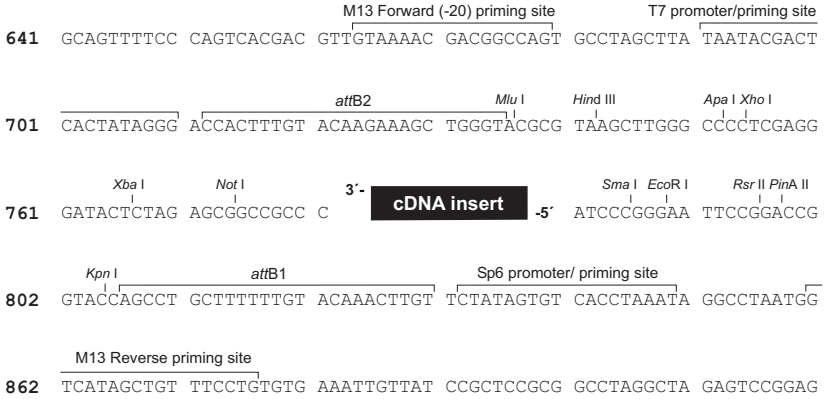 M13 Forward (-20) priming site T7 promoter/priming site
641 GCAGTTTTCC CAGTCACGAC GTTGTAAAAC GACGGCCAGT GCCTAGCTTA TAATACGACT
attB2 Mlu I Hind III Apa I Xho I
701 CACTATAGGG ACCACTTTGT ACAAGAAAGC TGGGTACGCG TAAGCTTGGG CCCCTCGAGG
Xba I Not I 3´- cDNA insert -5´ Sma I EcoR I Rsr II PinA II
761 GATACTCTAG AGCGGCCGCC C ATCCCGGGAA TTCCGGACCG
Kpn I attB1 Sp6 promoter/ priming site
802 GTACCAGCCT GCTTTTTTGT ACAAACTTGT TCTATAGTGT CACCTAAATA GGCCTAATGG
M13 Reverse priming site
862 TCATAGCTGT TTCCTGTGTG AAATTGTTAT CCGCTCCGCG GCCTAGGCTA GAGTCCGGAG